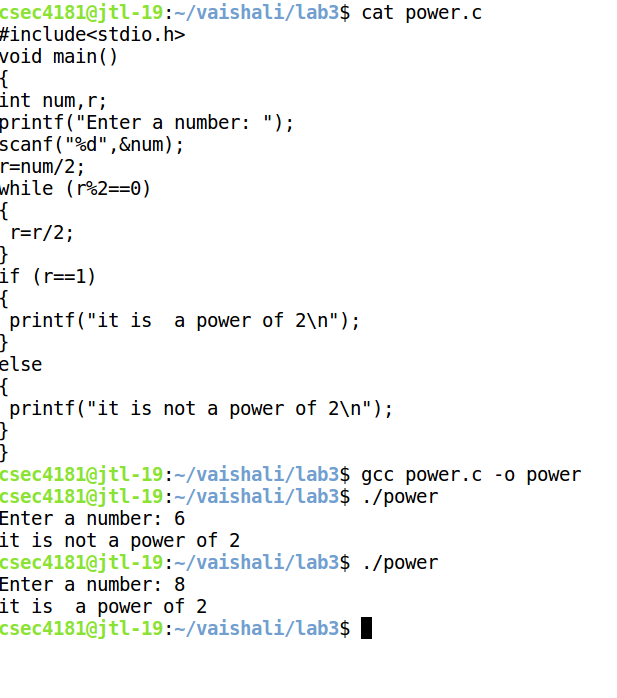 csec4181@jtl-19:~/vaishali/lab3$ cat power.c
#include<stdio.h>
void main()
{
int num,r;
printf("Enter a number: ");
scanf("%d",&num);
r=num/2;
while (r%2==0)
{
 r=r/2;
}
if (r==1)
{
 printf("it is  a power of 2\n");
}
else
{
 printf("it is not a power of 2\n");
}
}
csec4181@jtl-19:~/vaishali/lab3$ gcc power.c -o power
csec4181@jtl-19:~/vaishali/lab3$ ./power
Enter a number: 6
it is not a power of 2
csec4181@jtl-19:~/vaishali/lab3$ ./power
Enter a number: 8
it is  a power of 2
csec4181@jtl-19:~/vaishali/lab3$